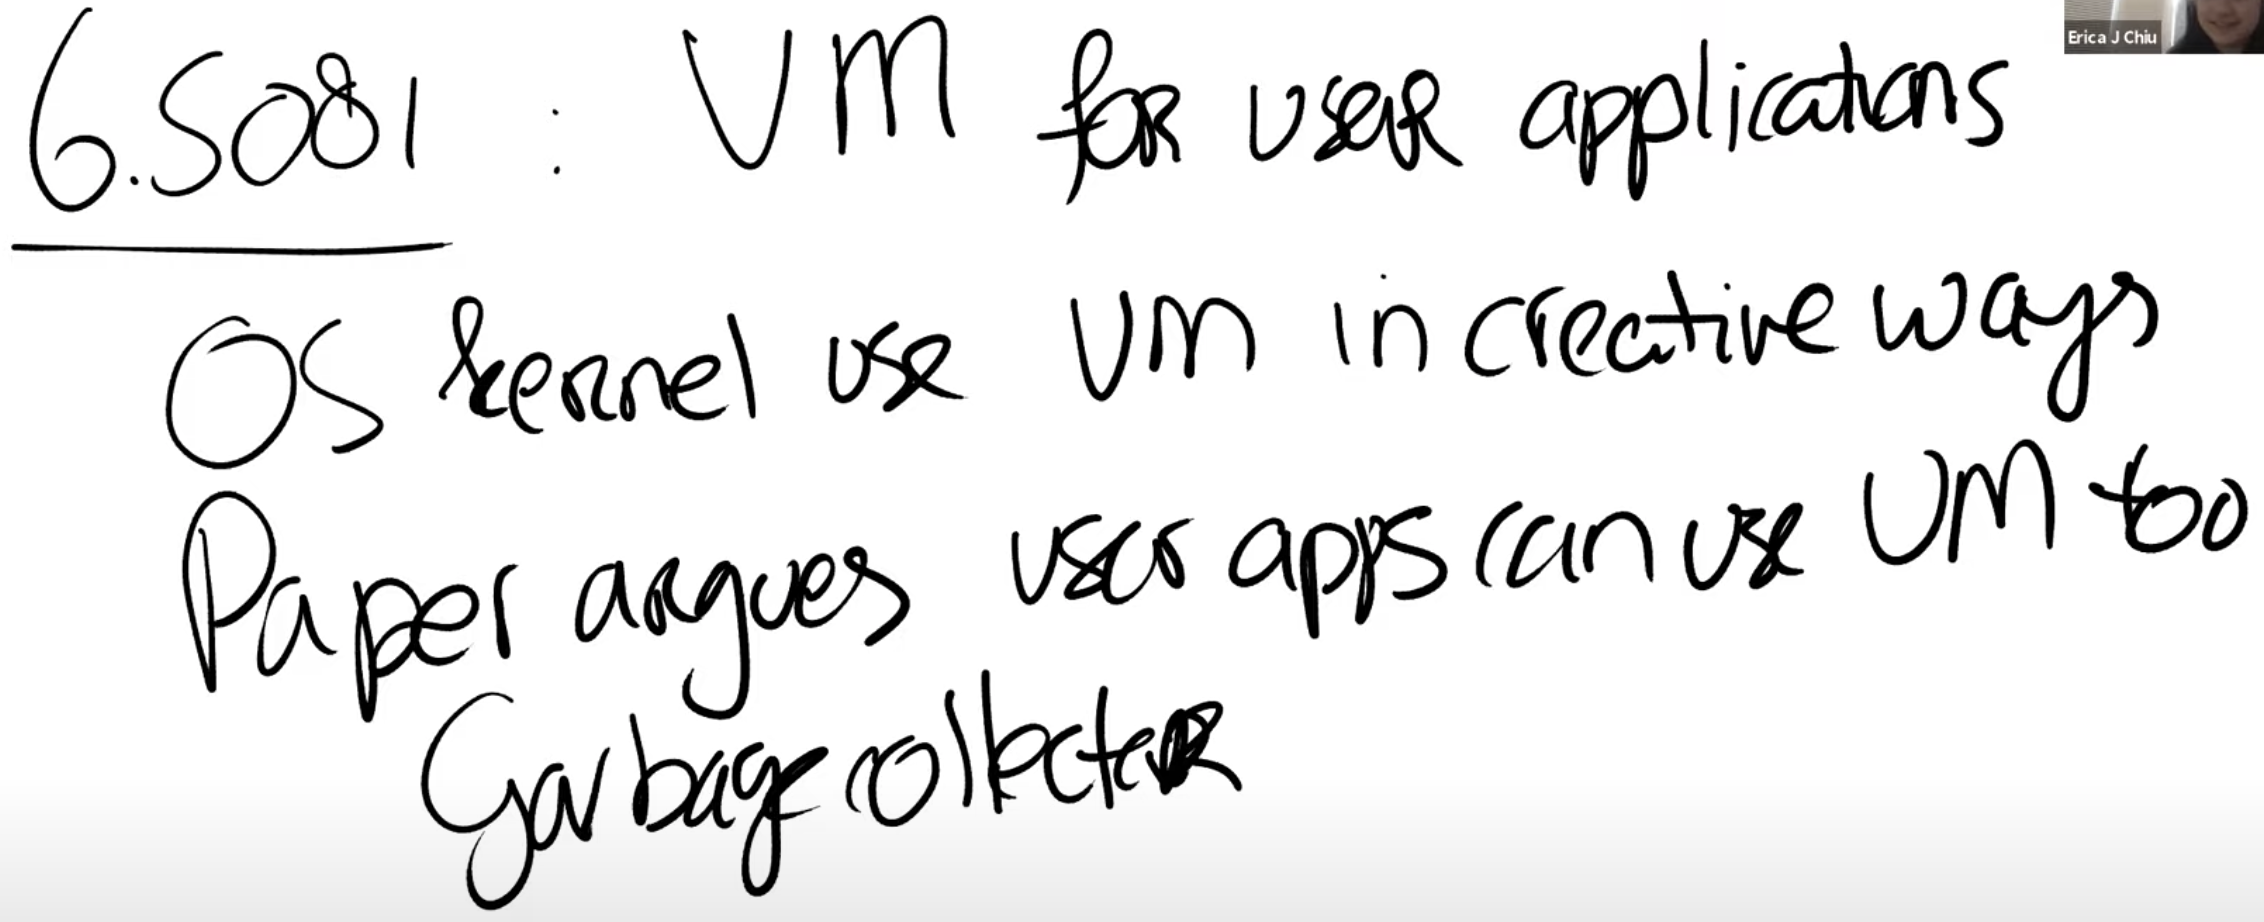 Erica J Chiu
6.S081 : VM for user applications
OS kernel use VM in creative ways
Paper argues user apps can use VM too
Garbage collector